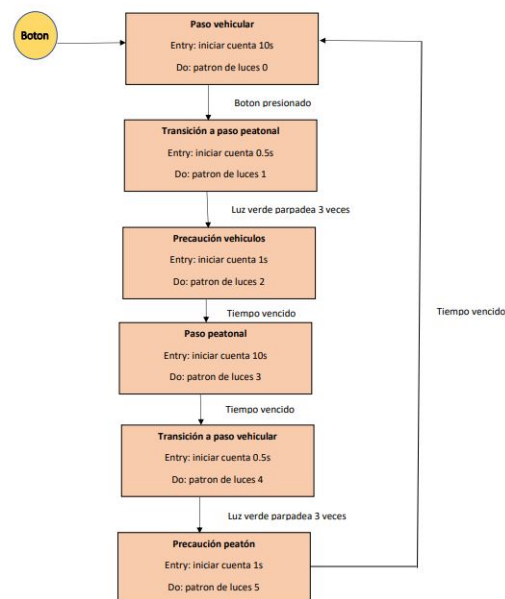 Boton
Paso vehicular
Entry: iniciar cuenta 10s
Do: patron de luces 0
Boton presionado
Transición a paso peatonal
Entry: iniciar cuenta 0.5s
Do: patron de luces 1
Luz verde parpadea 3 veces
Precaución vehiculos
Entry: iniciar cuenta 1s
Do: patron de luces 2
Tiempo vencido
Tiempo vencido
Paso peatonal
Entry: iniciar cuenta 10s
Do: patron de luces 3
Tiempo vencido
Transición a paso vehicular
Entry: iniciar cuenta 0.5s
Do: patron de luces 4
Luz verde parpadea 3 veces
Precaución peatón
Entry: iniciar cuenta 1s
Do: patron de luces 5